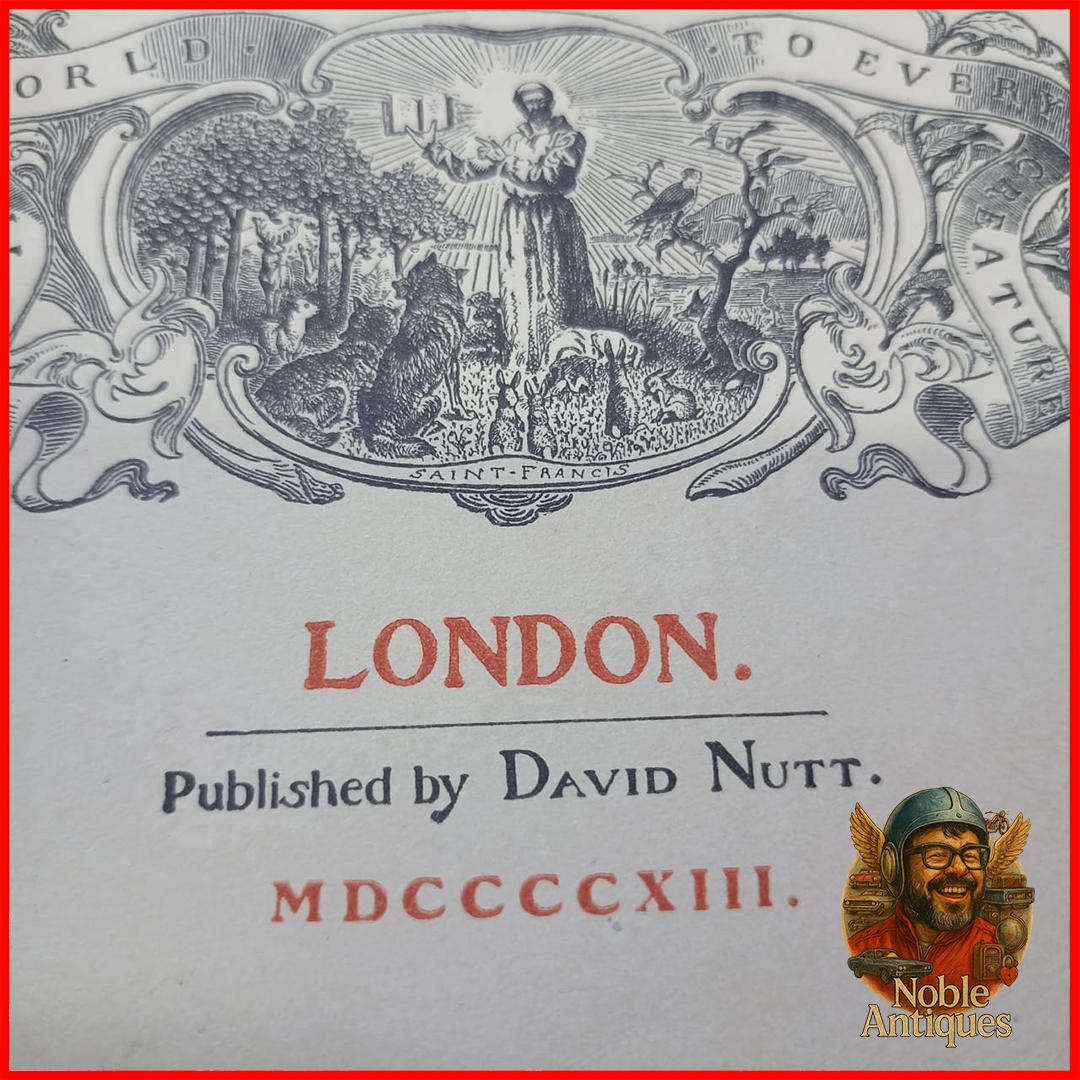 ORLD · · TO EVERY
CREATURE
SAINT-FRANCIS
LONDON.
Published by DAVID NUTT.
MDCCCCXIII.
NOBLE
ANTIQUES